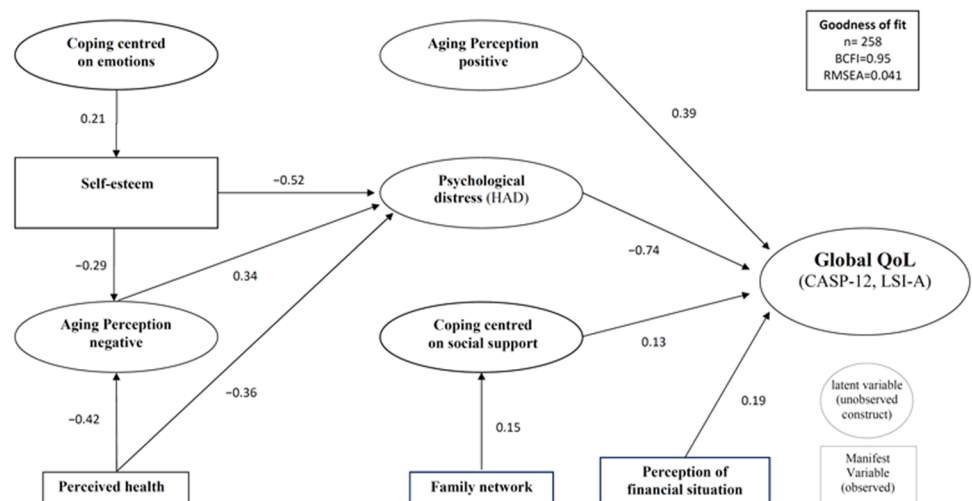 Coping centred
on emotions
Aging Perception
positive
Goodness of fit
n= 258
BCFI=0.95
RMSEA=0.041
0.21
0.39
Self-esteem
−0.52
Psychological
distress (HAD)
−0.29
0.34
−0.74
Global QoL
(CASP-12, LSI-A)
Aging Perception
negative
Coping centred
on social support
0.13
−0.42
−0.36
0.15
0.19
latent variable
(unobserved
construct)
Perceived health
Family network
Perception of
financial situation
Manifest
Variable
(observed)